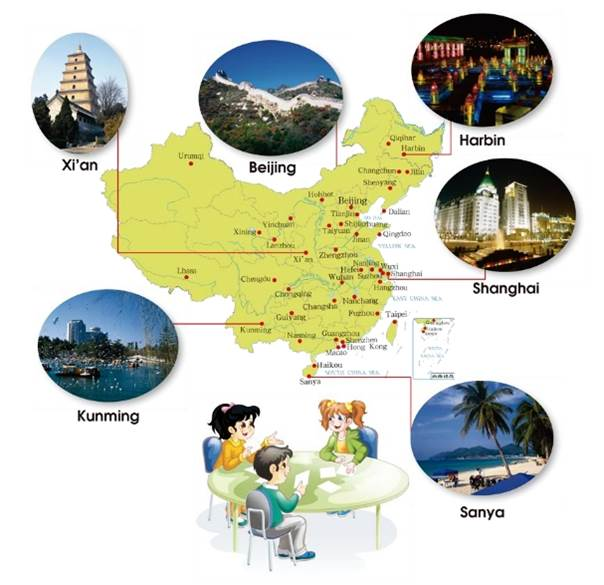 Xi'an
Beijing
Harbin
Shanghai
Kunming
Sanya
Qiqihar
Harbin
Changchun
Jilin
Shenyang
Urumqi
Hohhot
Beijing
Tianjin
Dalian
Yinchuan
Shijiazhuang
Taiyuan
Xining
Jinan
Qingdao
Lanzhou
YELLOW SEA
Xi'an
Zhengzhou
Nanjing
Hefei
Wuxi
Suzhou
Shanghai
Lhasa
Chengdu
Wuhan
Hangzhou
Chongqing
EAST CHINA SEA
Nanchang
Changsha
Guiyang
Fuzhou
Taipei
Kunming
Nanning
Guangzhou
Shenzhen
Hong Kong
Macao
Haikou
SOUTH CHINA SEA
Sanya